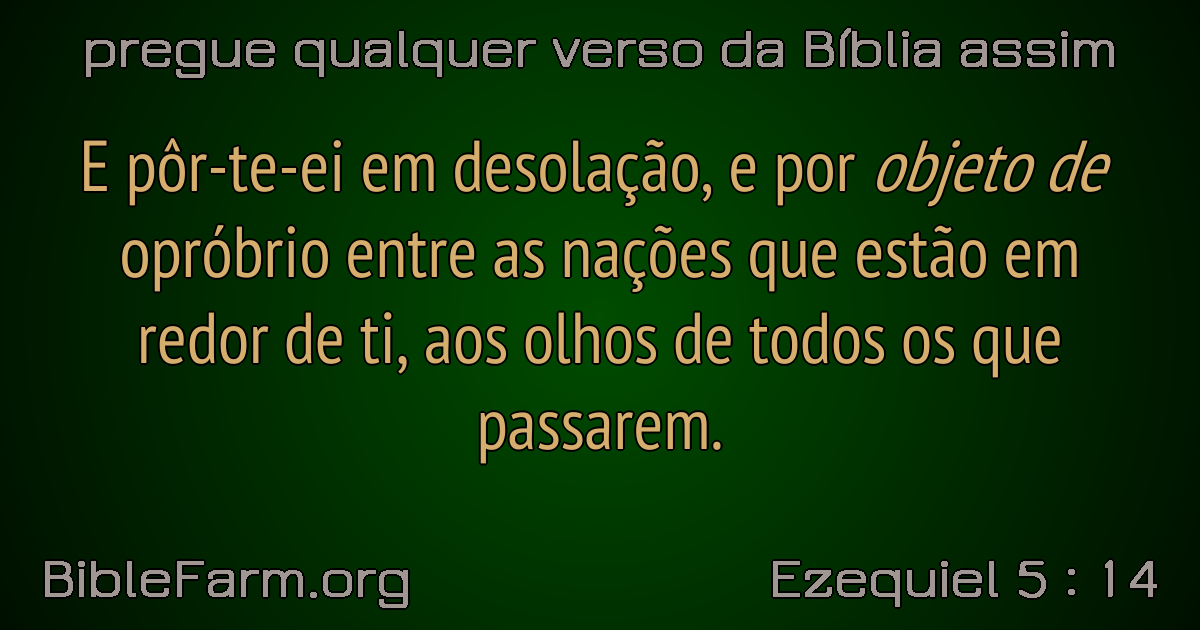 pregue qualquer verso da Bíblia assim
E pôr-te-ei em desolação, e por objeto de
opróbrio entre as nações que estão em
redor de ti, aos olhos de todos os que
passarem.
BibleFarm.org
Ezequiel 5 : 14